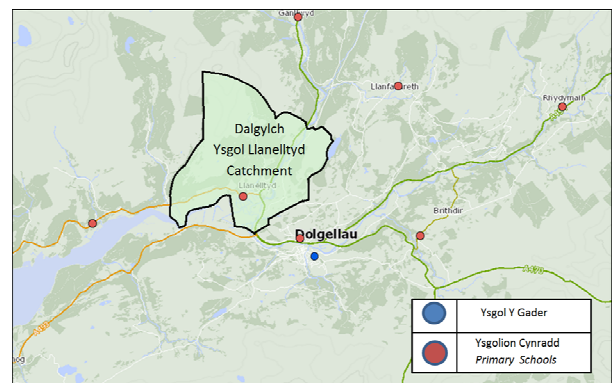 Ganllwyd
Llanfachreth
Rhydymain
Dalgylch
Ysgol Llanelltyd
Catchment
Llanelltyd
Brithdir
Dolgellau
Ysgol Y Gader
Ysgolion Cynradd
Primary Schools